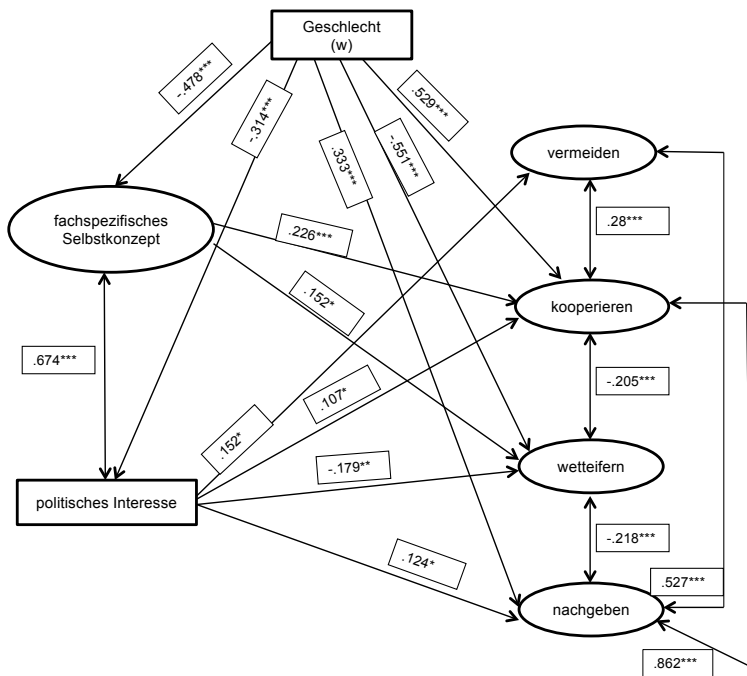 Geschlecht
(w)
-.478***
-.314***
.333***
-.551***
.529***
vermeiden
fachspezifisches
Selbstkonzept
.226***
.28***
.152*
kooperieren
.674***
.107*
-.205***
.152*
-.179**
wetteifern
politisches Interesse
.124*
-.218***
.527***
nachgeben
.862***